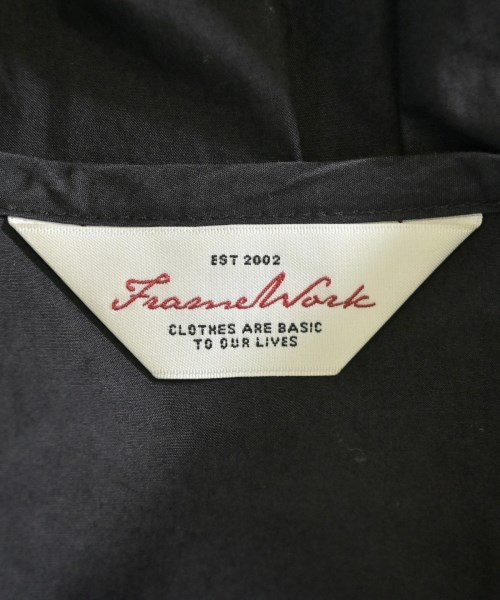 EST 2002
FrameWork
CLOTHES ARE BASIC
TO OUR LIVES